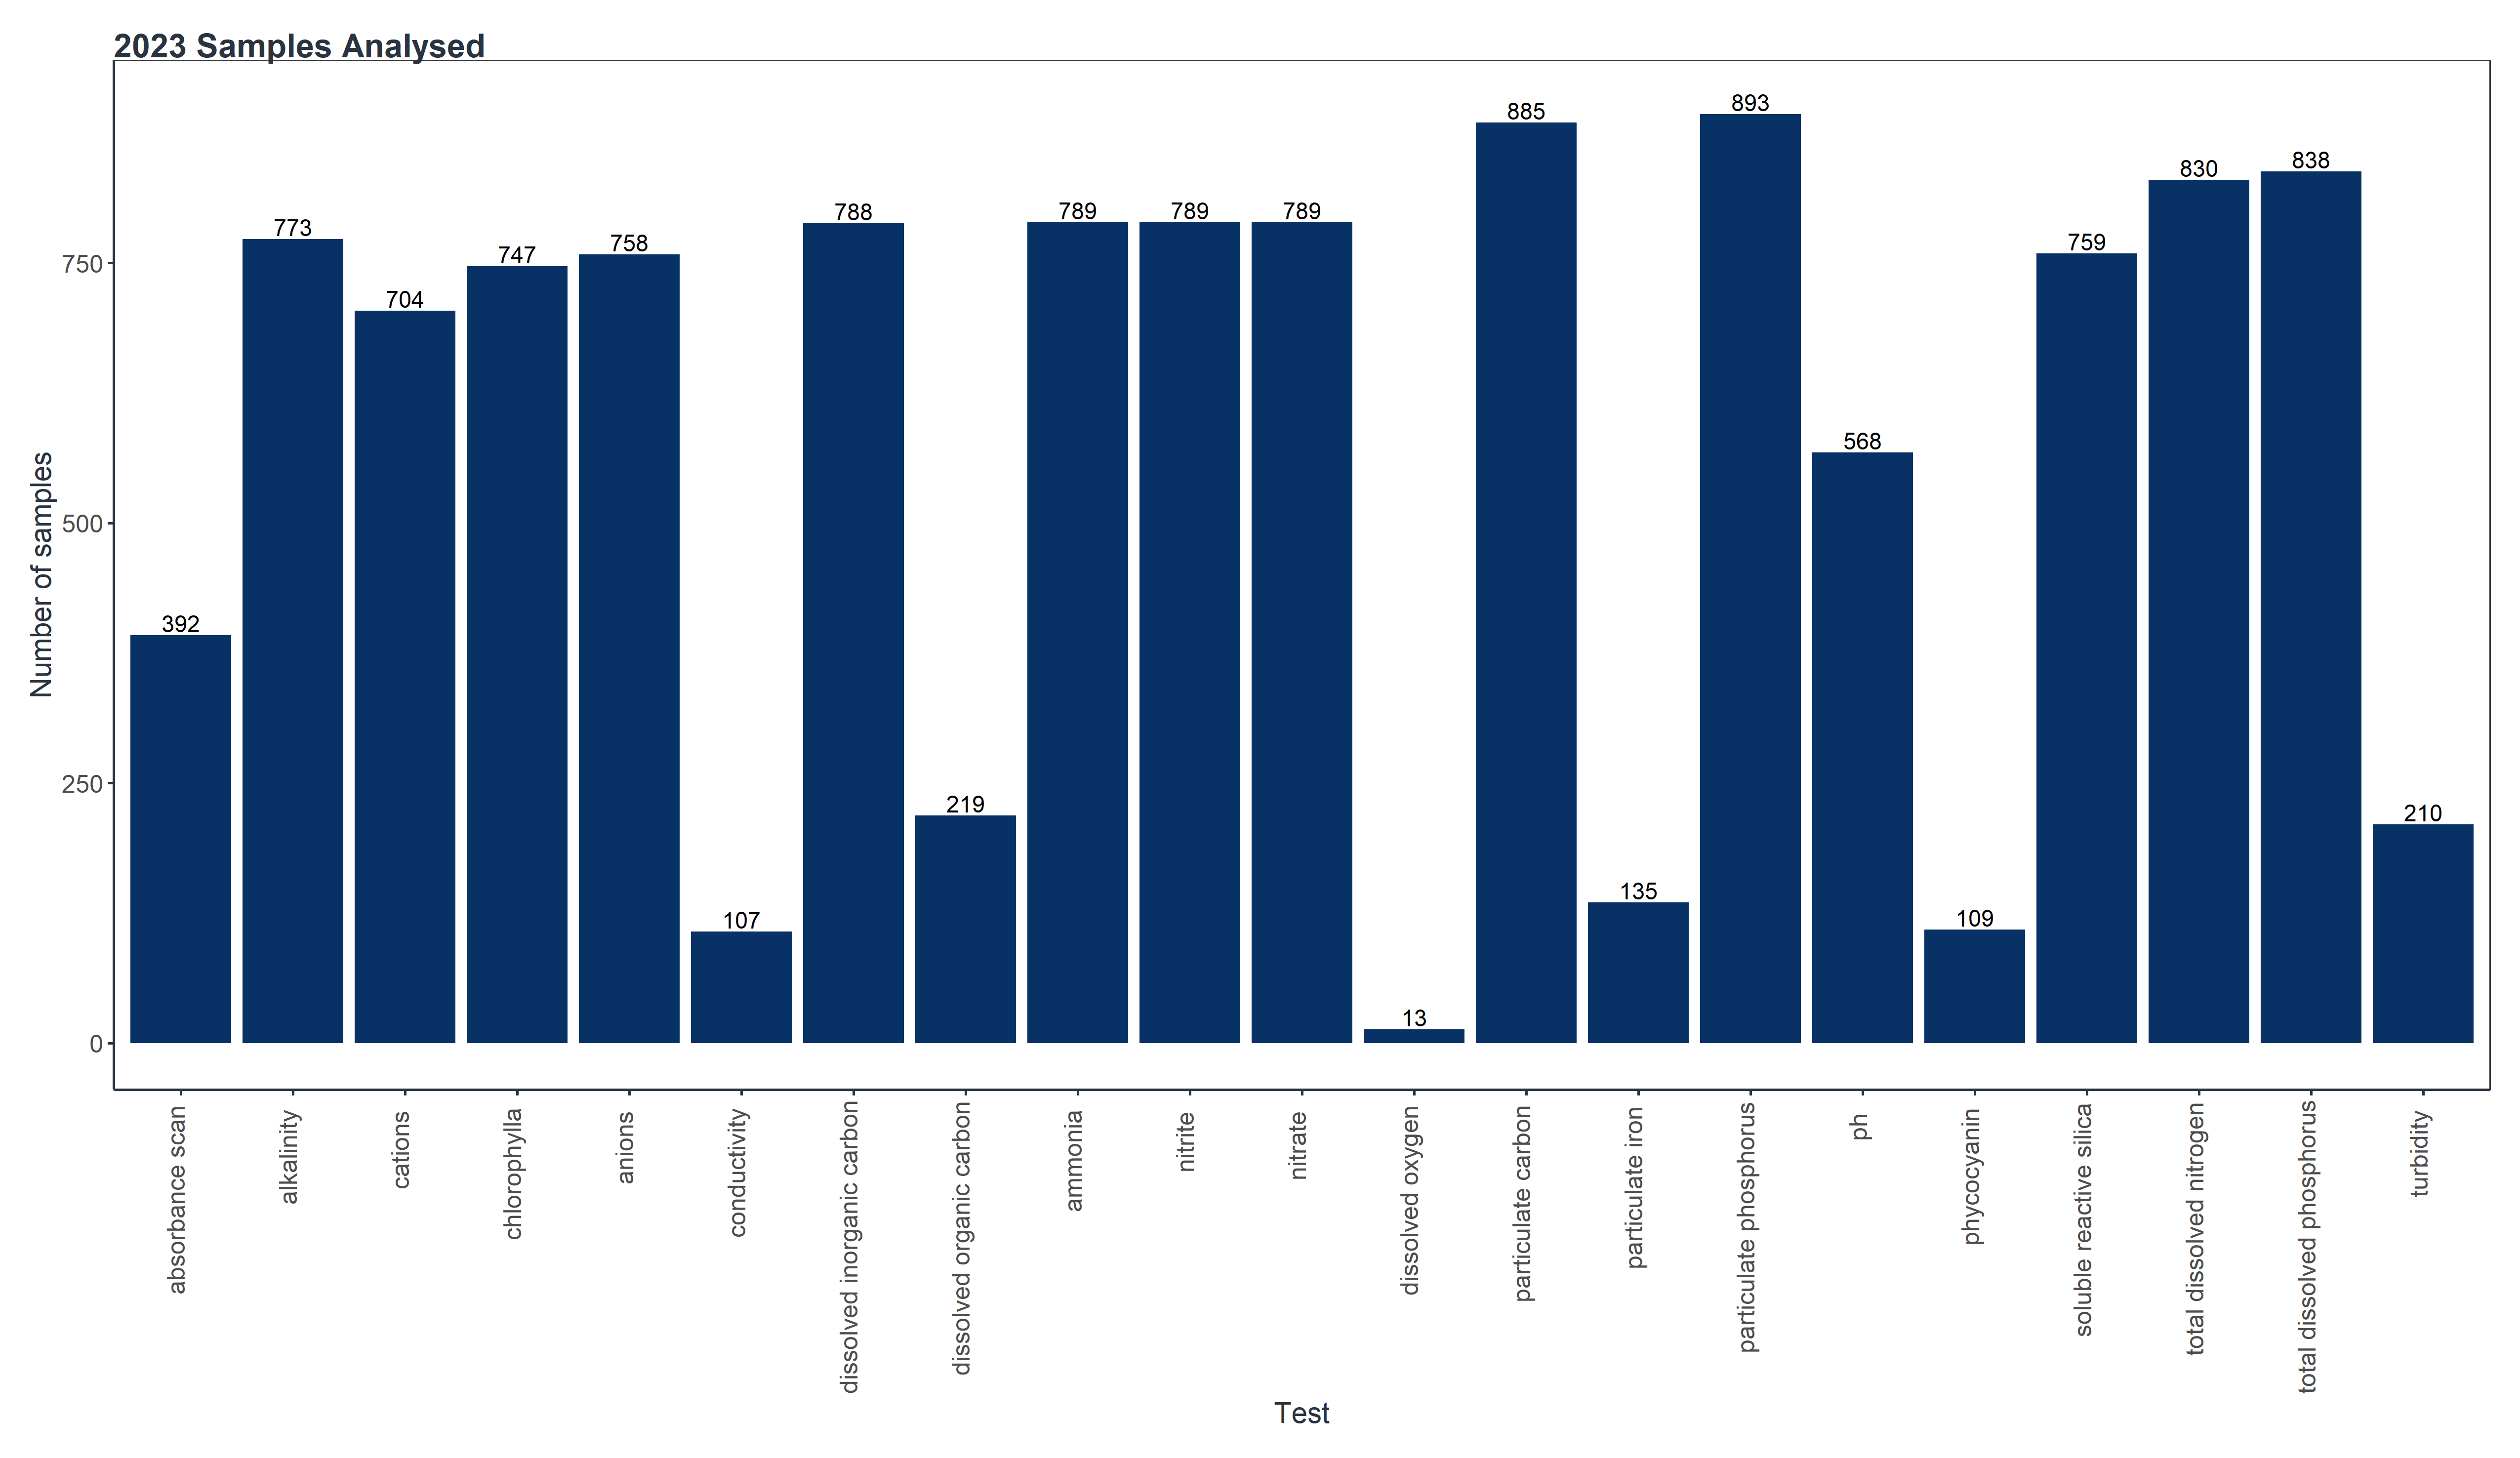 2023 Samples Analysed
Number of samples
750
500
250
0
392
773
704
747
758
107
788
219
789
789
789
13
885
135
893
568
109
759
830
838
210
absorbance scan
alkalinity
cations
chlorophylla
anions
conductivity
dissolved inorganic carbon
dissolved organic carbon
ammonia
nitrite
nitrate
dissolved oxygen
particulate carbon
particulate iron
particulate phosphorus
ph
phycocyanin
soluble reactive silica
total dissolved nitrogen
total dissolved phosphorus
turbidity
Test